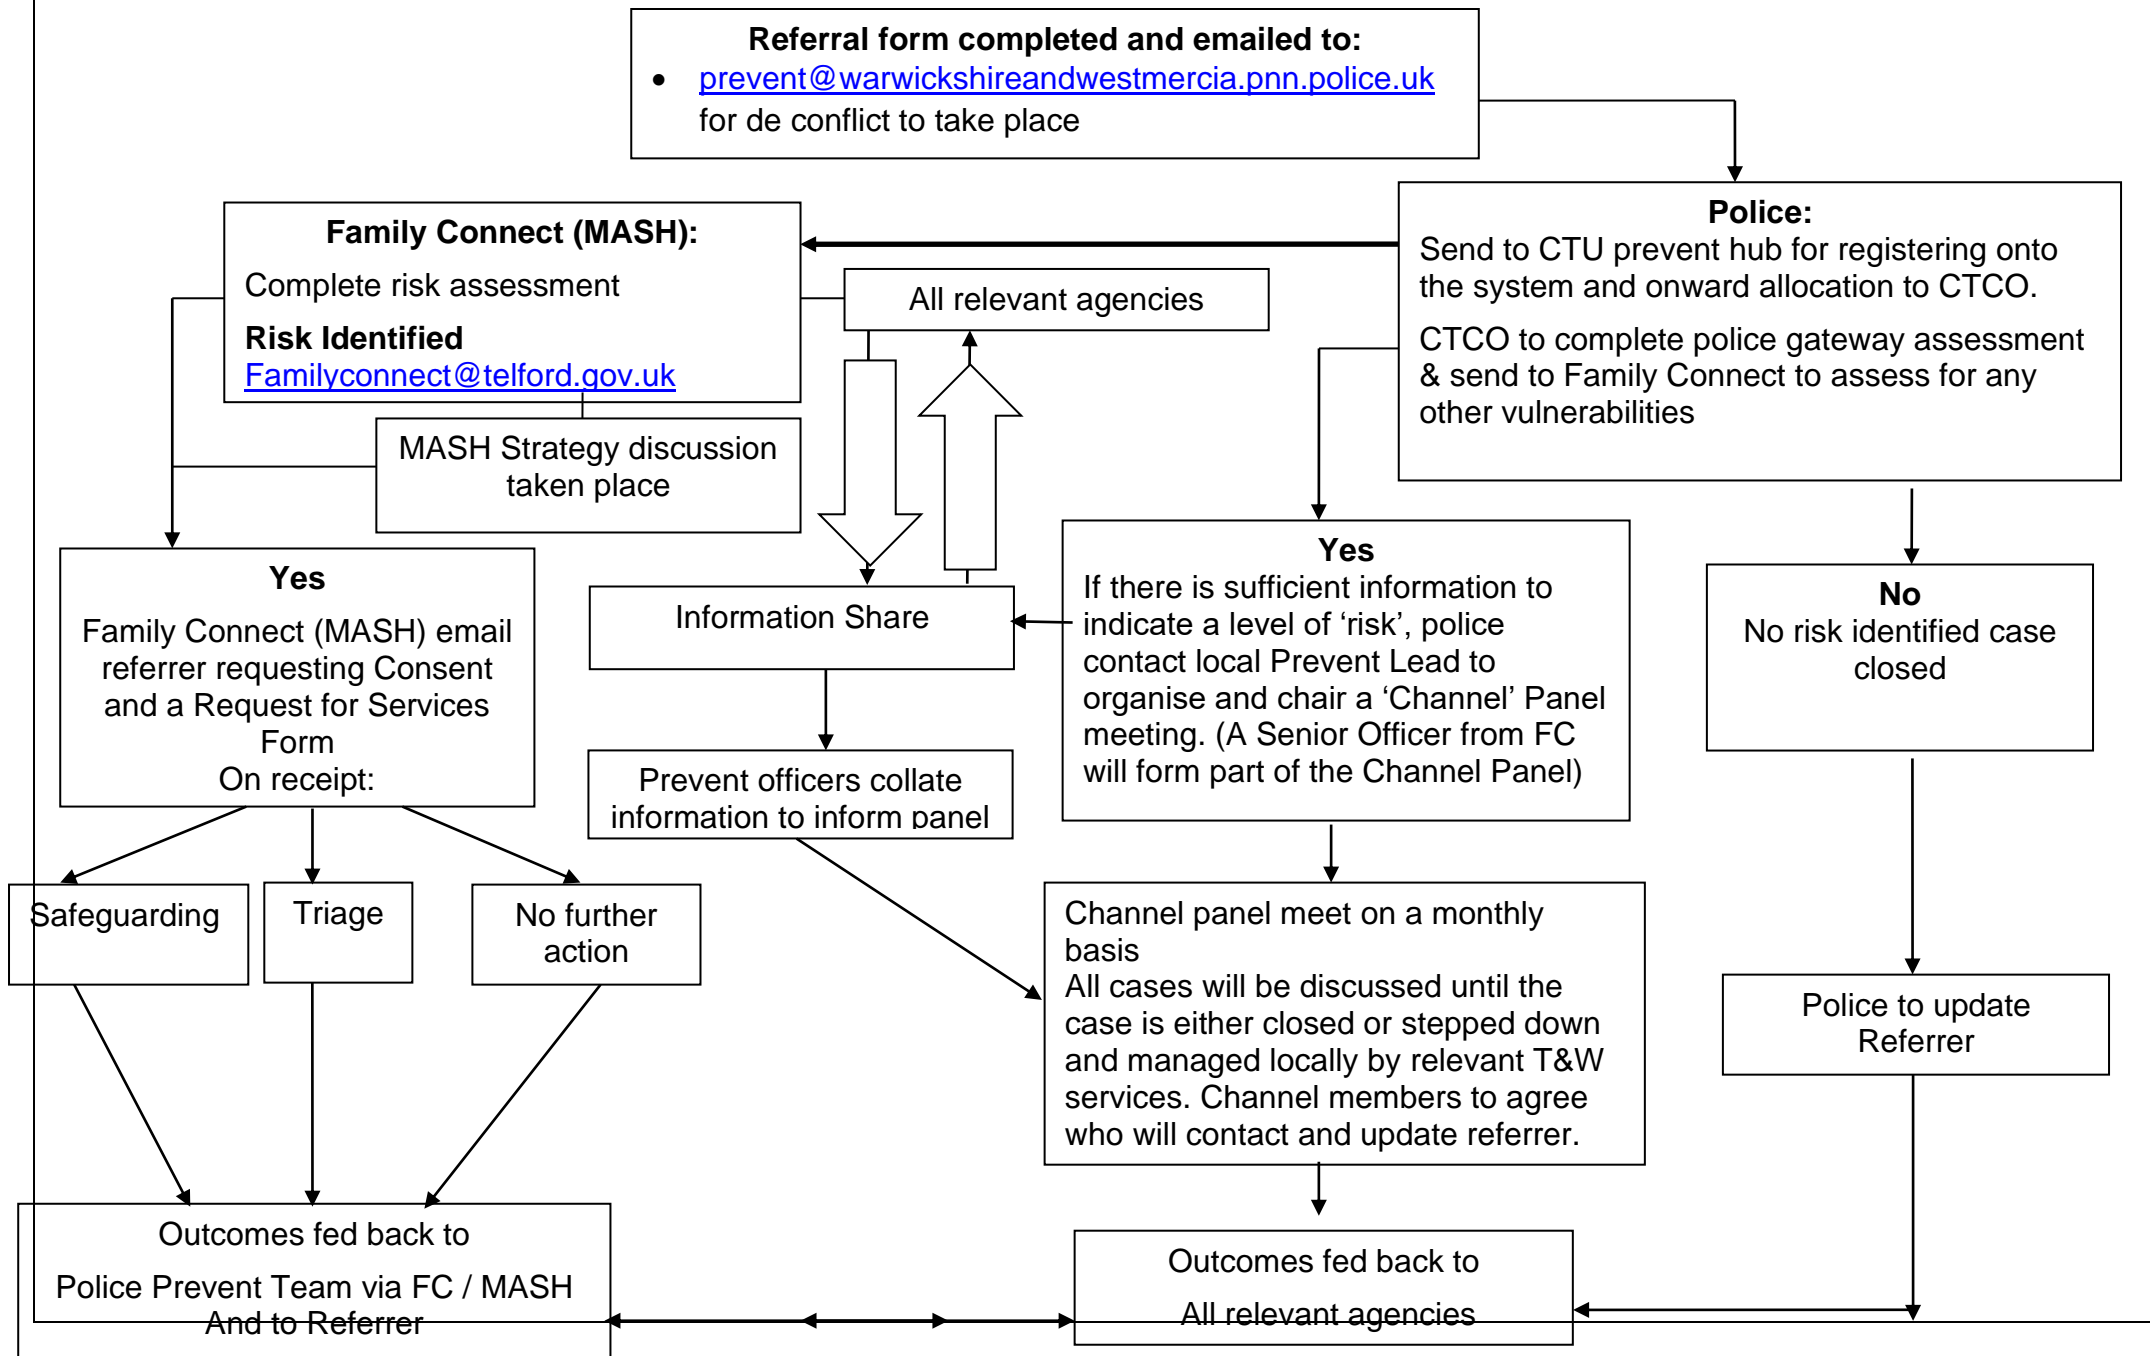 Referral form completed and emailed to:
• prevent@warwickshireandwestmercia.pnn.police.uk
for de conflict to take place
Police:
Send to CTU prevent hub for registering onto
the system and onward allocation to CTCO.
CTCO to complete police gateway assessment
& send to Family Connect to assess for any
other vulnerabilities
Family Connect (MASH):
Complete risk assessment
Risk Identified
Familyconnect@telford.gov.uk
All relevant agencies
MASH Strategy discussion
taken place
Yes
Family Connect (MASH) email
referrer requesting Consent
and a Request for Services
Form
On receipt:
Information Share
Yes
If there is sufficient information to
indicate a level of ‘risk’, police
contact local Prevent Lead to
organise and chair a ‘Channel’ Panel
meeting. (A Senior Officer from FC
will form part of the Channel Panel)
No
No risk identified case
closed
Prevent officers collate
information to inform panel
Safeguarding
Triage
No further
action
Channel panel meet on a monthly
basis
All cases will be discussed until the
case is either closed or stepped down
and managed locally by relevant T&W
services. Channel members to agree
who will contact and update referrer.
Police to update
Referrer
Outcomes fed back to
Police Prevent Team via FC / MASH
And to Referrer
Outcomes fed back to
All relevant agencies